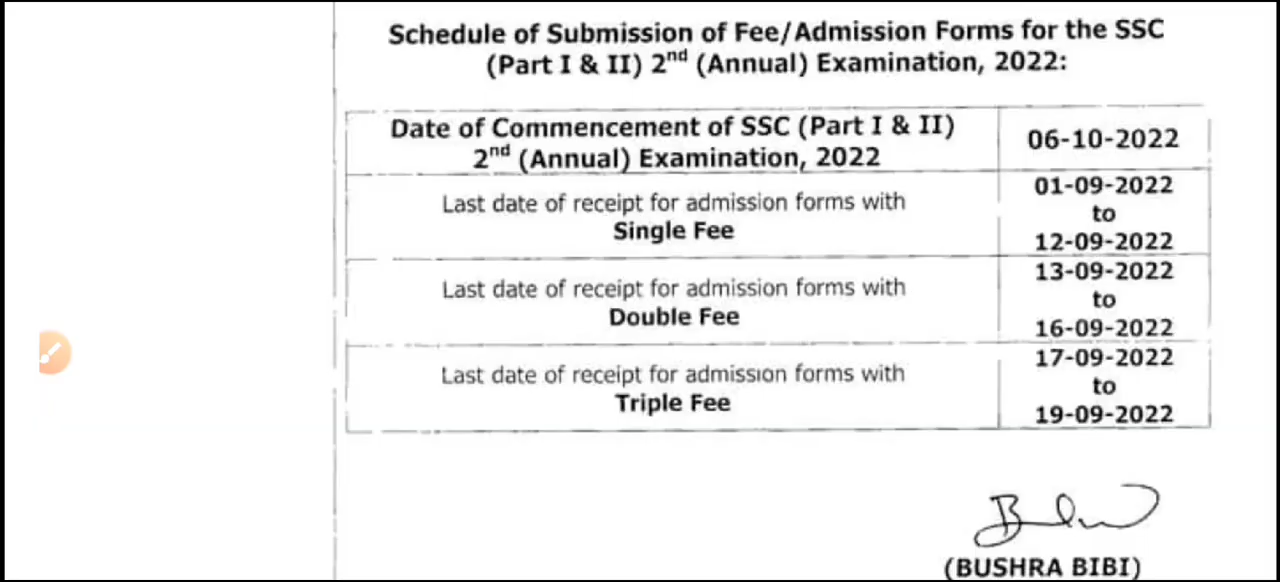 Schedule of Submission of Fee/Admission Forms for the SSC
(Part I & II) 2nd (Annual) Examination, 2022:
Date of Commencement of SSC (Part I & II)
2nd (Annual) Examination, 2022
06-10-2022
Last date of receipt for admission forms with
Single Fee
01-09-2022
to
12-09-2022
Last date of receipt for admission forms with
Double Fee
13-09-2022
to
16-09-2022
Last date of receipt for admission forms with
Triple Fee
17-09-2022
to
19-09-2022
(BUSHRA BIBI)